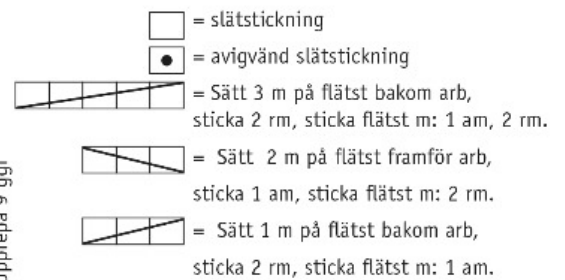 = slätstickning
= avigvänd slätstickning
= Sätt 3 m på flätst bakom arb,
sticka 2 rm, sticka flätst m: 1 am, 2 rm.
= Sätt 2 m på flätst framför arb,
sticka 1 am, sticka flätst m: 2 rm.
= Sätt 1 m på flätst bakom arb,
sticka 2 rm, sticka flätst m: 1 am.